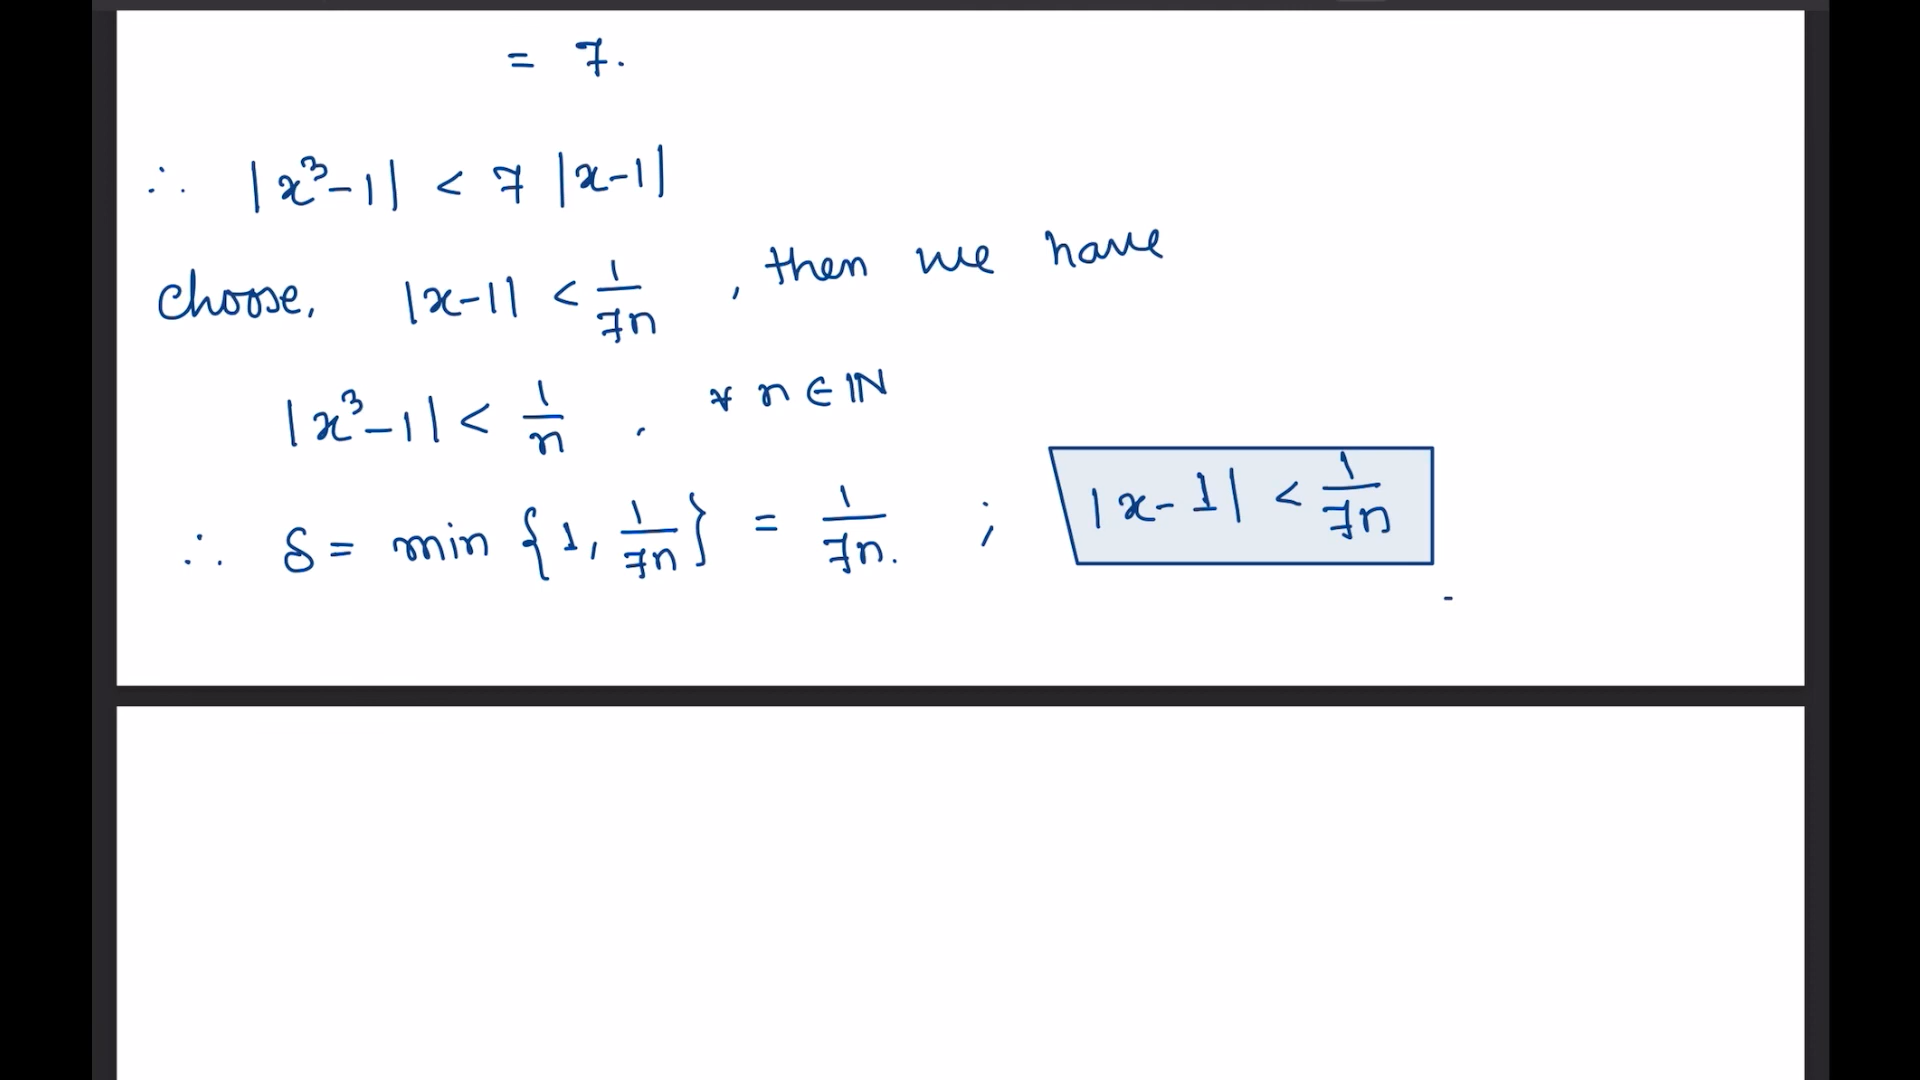 = 7.
∴ |x³-1| < 7 |x-1|
choose, |x-1| < 1/7n , then we have
|x³-1| < 1/n , ∀ n ∈ ℕ
∴ δ = min {1, 1/7n} = 1/7n. ; |x-1| < 1/7n